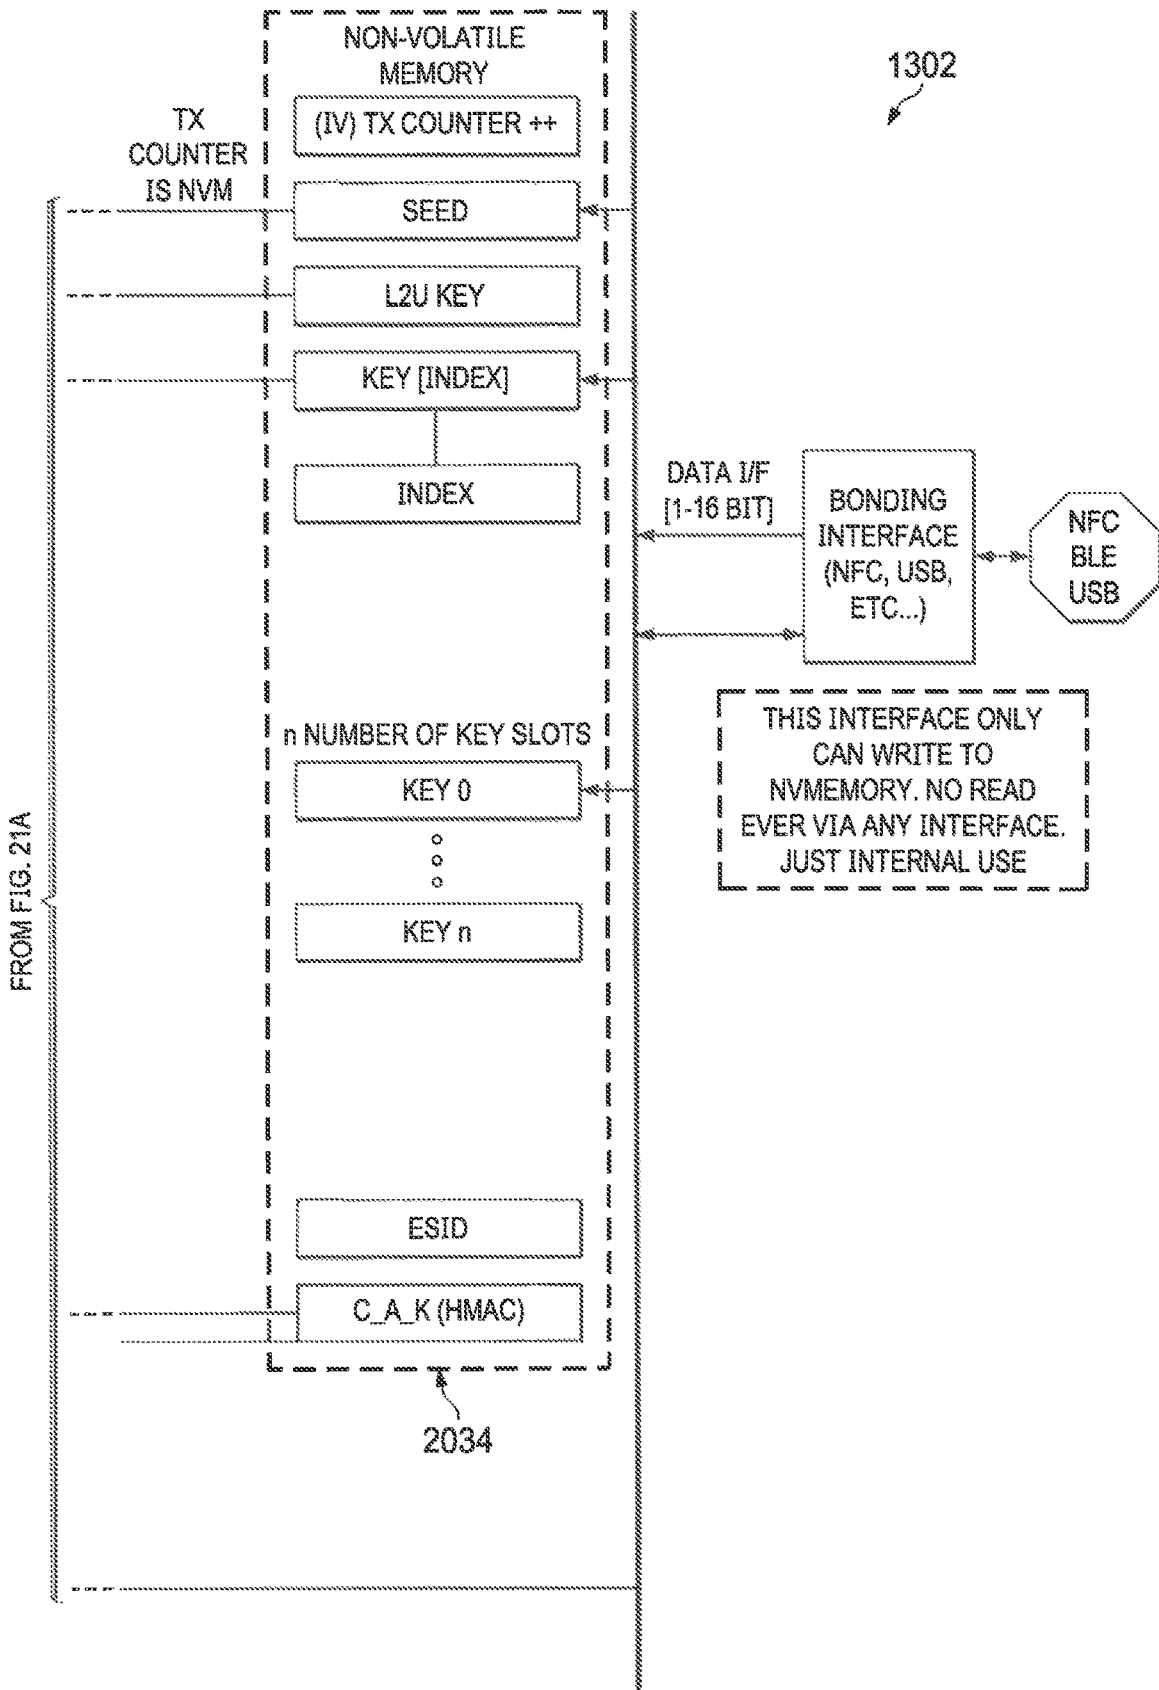 NON-VOLATILE
MEMORY
1302
(IV) TX COUNTER ++
TX
COUNTER
IS NVM
SEED
L2U KEY
KEY [INDEX]
INDEX
DATA I/F
[1-16 BIT]
BONDING
INTERFACE
(NFC, USB,
ETC...)
NFC
BLE
USB
n NUMBER OF KEY SLOTS
KEY 0
KEY n
THIS INTERFACE ONLY
CAN WRITE TO
NVMEMORY. NO READ
EVER VIA ANY INTERFACE.
JUST INTERNAL USE
FROM FIG. 21A
ESID
C_A_K (HMAC)
2034